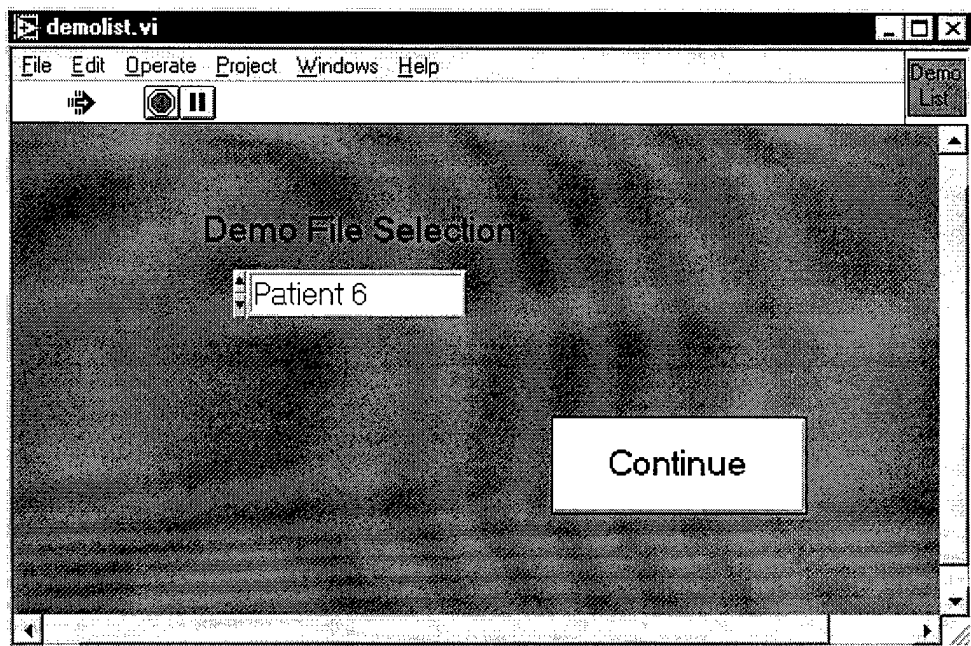 demolist.vi
File Edit Operate Project Windows Help
Demo
List
Demo File Selection
Patient 6
Continue